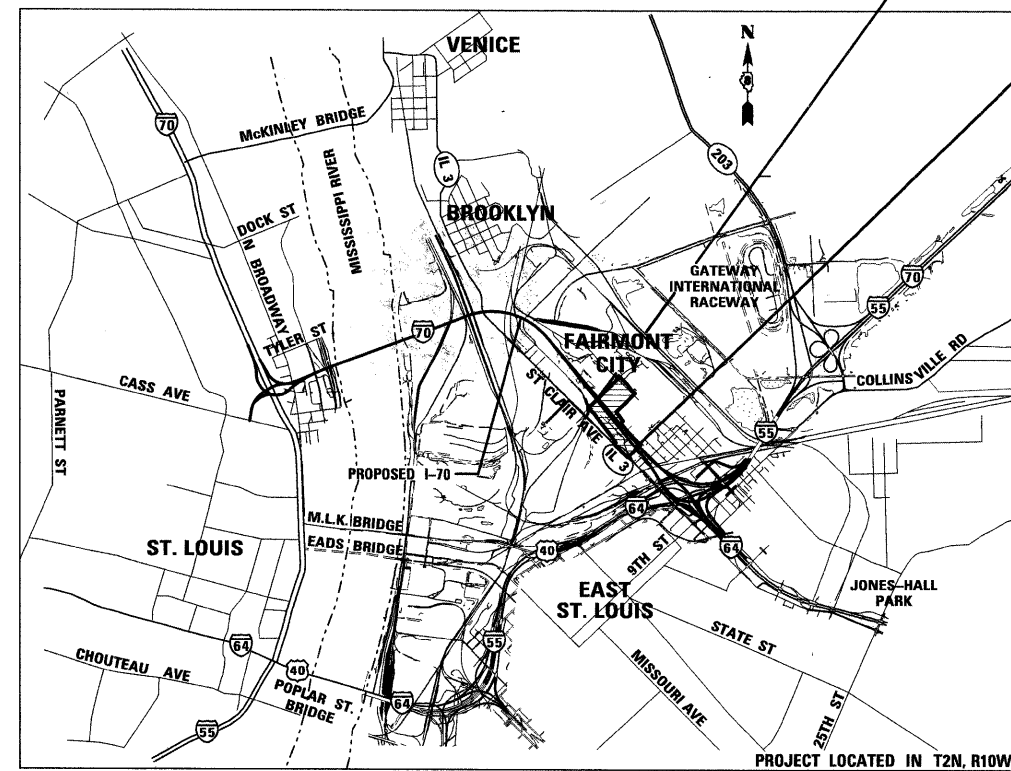 VENICE
N
70
McKINLEY BRIDGE
MISSISSIPPI RIVER
IL 3
203
DOCK ST
BROOKLYN
N BROADWAY
GATEWAY
INTERNATIONAL
RACEWAY
70
55
TYLER ST
70
FAIRMONT
CITY
COLLINSVILLE RD
CASS AVE
PARNETT ST
ST CLAIR AVE
55
IL 3
PROPOSED I-70
64
M.L.K. BRIDGE
EADS BRIDGE
40
64
ST. LOUIS
9TH ST
EAST
ST. LOUIS
JONES-HALL
PARK
STATE ST
64
40
55
CHOUTEAU AVE
POPLAR ST.
BRIDGE
64
MISSOURI AVE
25TH ST
55
PROJECT LOCATED IN T2N, R10W